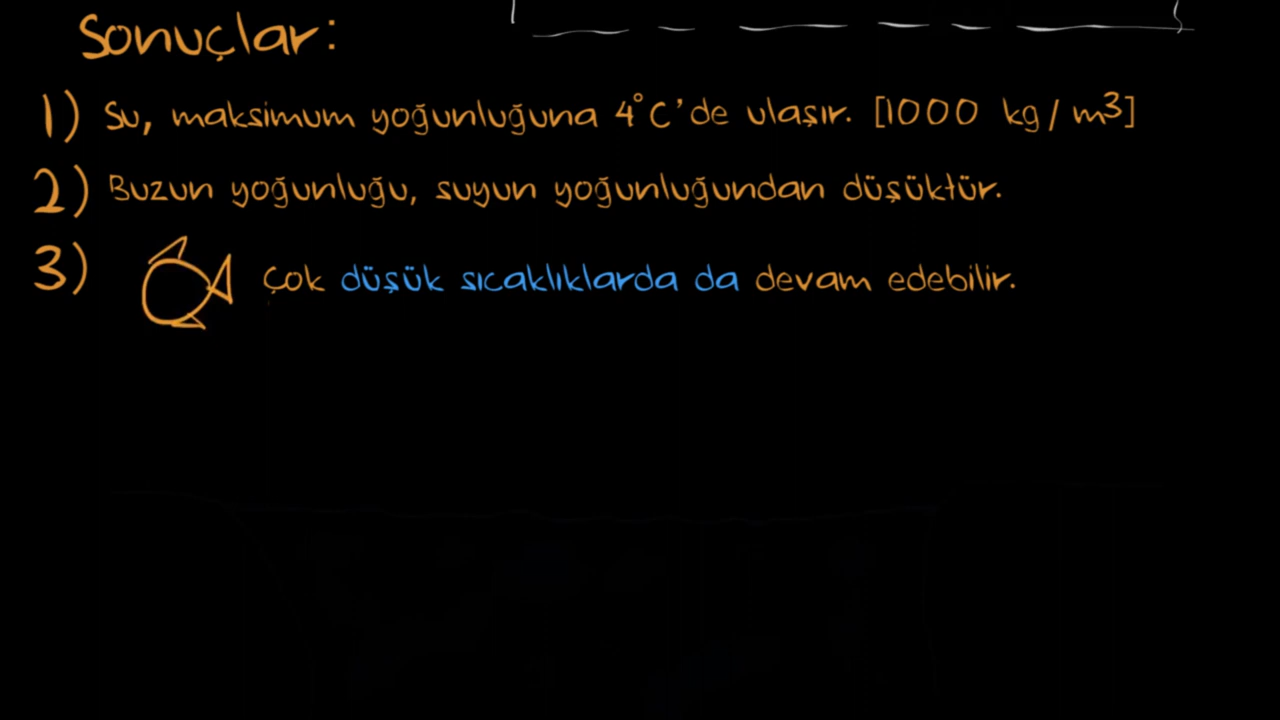 Sonuçlar:
1) Su, maksimum yoğunluğuna 4°C'de ulaşır. [1000 kg/m³]
2) Buzun yoğunluğu, suyun yoğunluğundan düşüktür.
3) çok düşük sıcaklıklarda da devam edebilir.